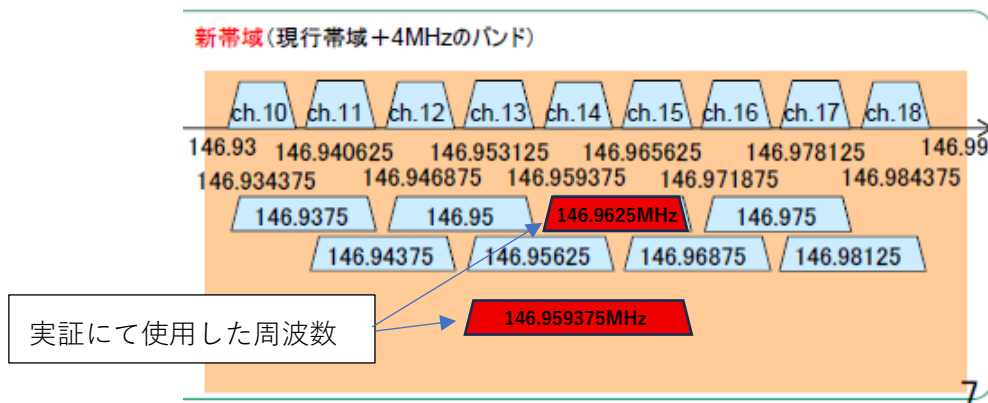 新帯域(現行帯域+4MHzのバンド)
ch.10 ch.11 ch.12 ch.13 ch.14 ch.15 ch.16 ch.17 ch.18
146.93 146.940625 146.953125 146.965625 146.978125 146.99
146.934375 146.946875 146.959375 146.971875 146.984375
146.9375 146.95 146.9625MHz 146.975
146.94375 146.95625 146.96875 146.98125
146.959375MHz
実証にて使用した周波数
7